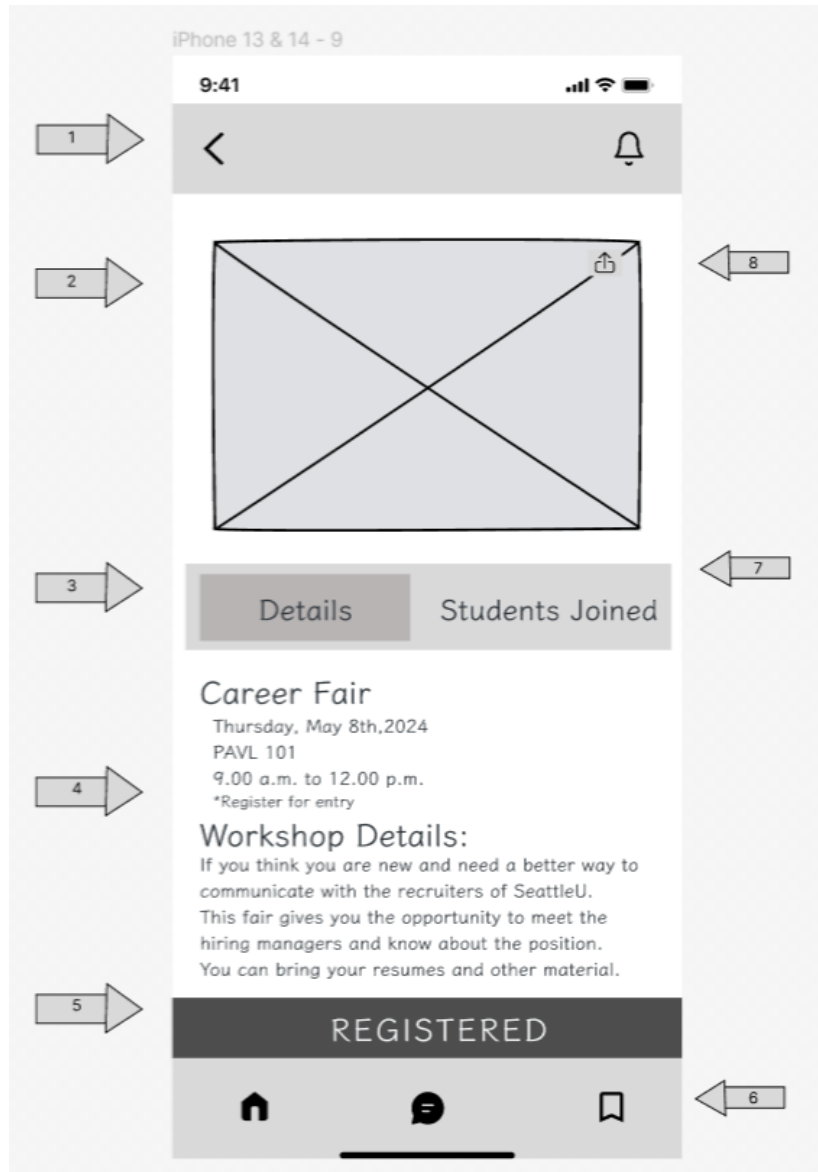 iPhone 13 & 14 - 9
9:41
1
2
8
3
7
Details
Students Joined
Career Fair
Thursday, May 8th,2024
PAVL 101
9.00 a.m. to 12.00 p.m.
*Register for entry
4
Workshop Details:
If you think you are new and need a better way to
communicate with the recruiters of SeattleU.
This fair gives you the opportunity to meet the
hiring managers and know about the position.
You can bring your resumes and other material.
5
REGISTERED
6